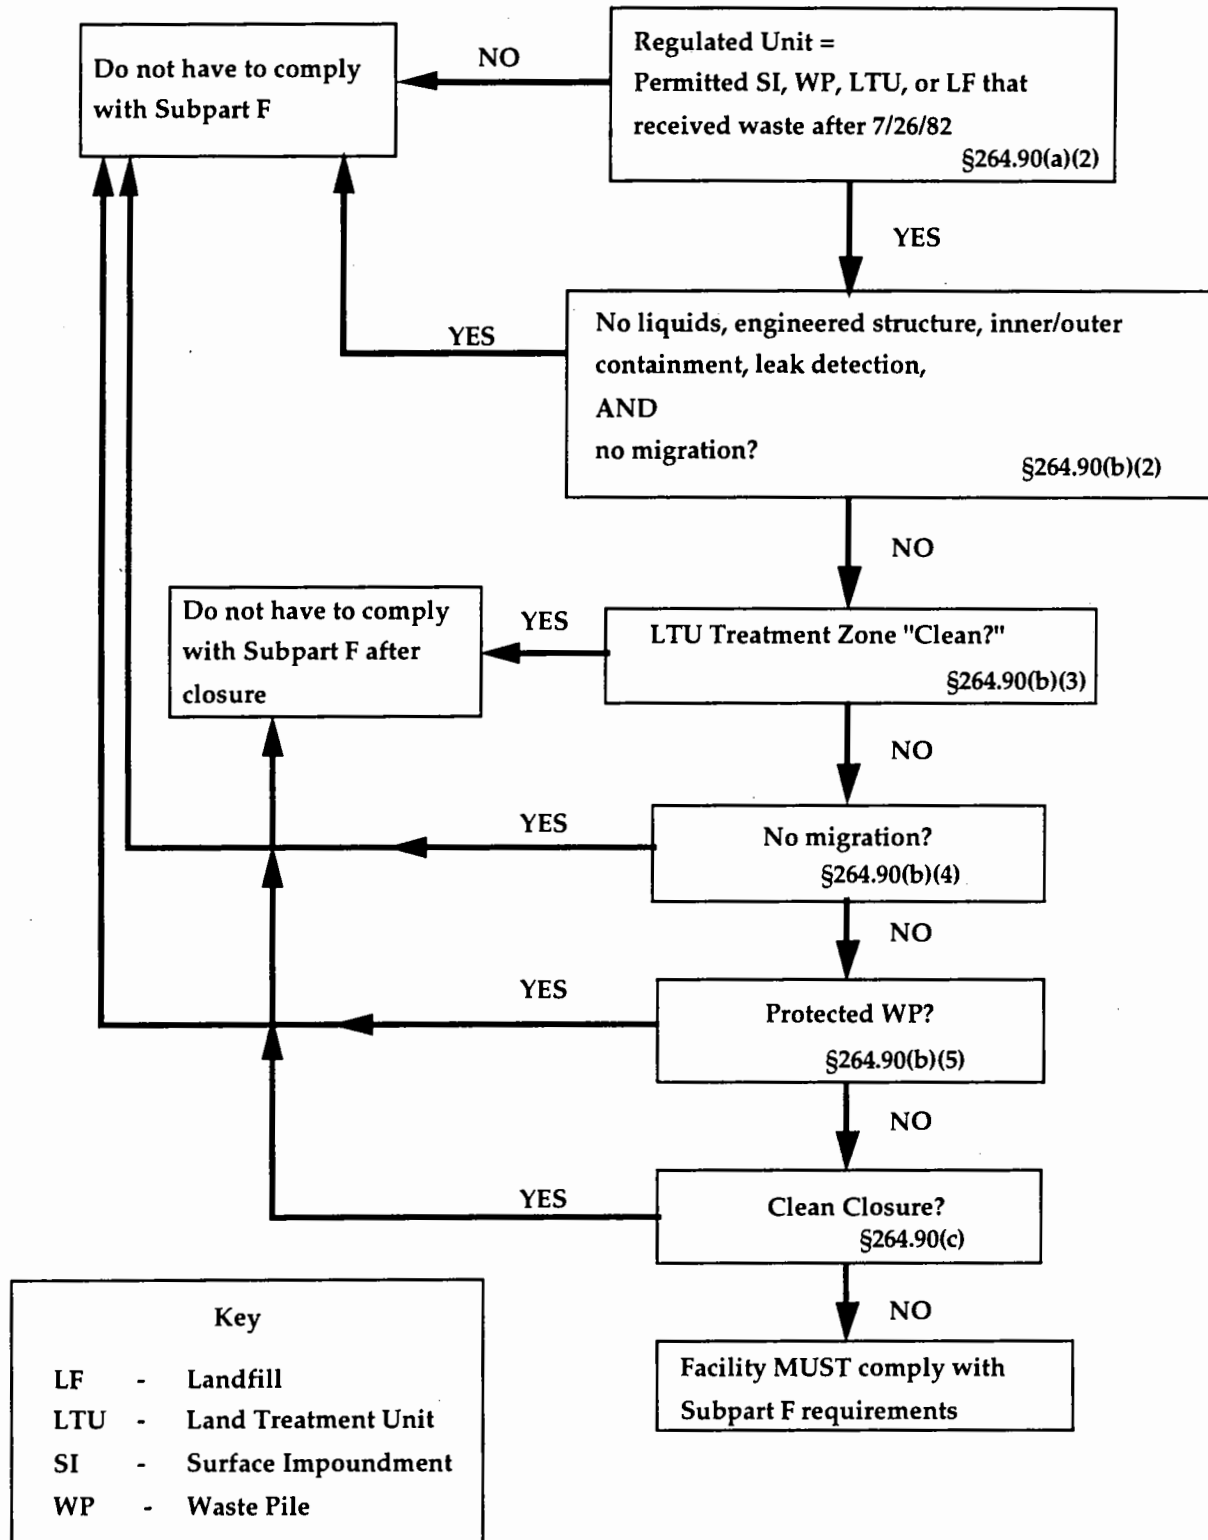 Do not have to comply
with Subpart F
NO
Regulated Unit =
Permitted SI, WP, LTU, or LF that
received waste after 7/26/82
§264.90(a)(2)
YES
YES
No liquids, engineered structure, inner/outer
containment, leak detection,
AND
no migration?
§264.90(b)(2)
NO
Do not have to comply
with Subpart F after
closure
YES
LTU Treatment Zone "Clean?"
§264.90(b)(3)
NO
YES
No migration?
§264.90(b)(4)
NO
YES
Protected WP?
§264.90(b)(5)
NO
YES
Clean Closure?
§264.90(c)
NO
Facility MUST comply with
Subpart F requirements
Key
LF - Landfill
LTU - Land Treatment Unit
SI - Surface Impoundment
WP - Waste Pile